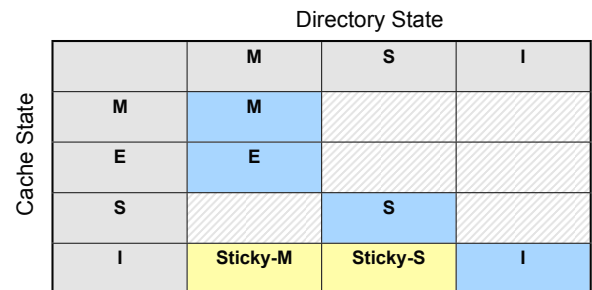 Directory State
M S I
Cache State
M M
E E
S S
I Sticky-M Sticky-S I